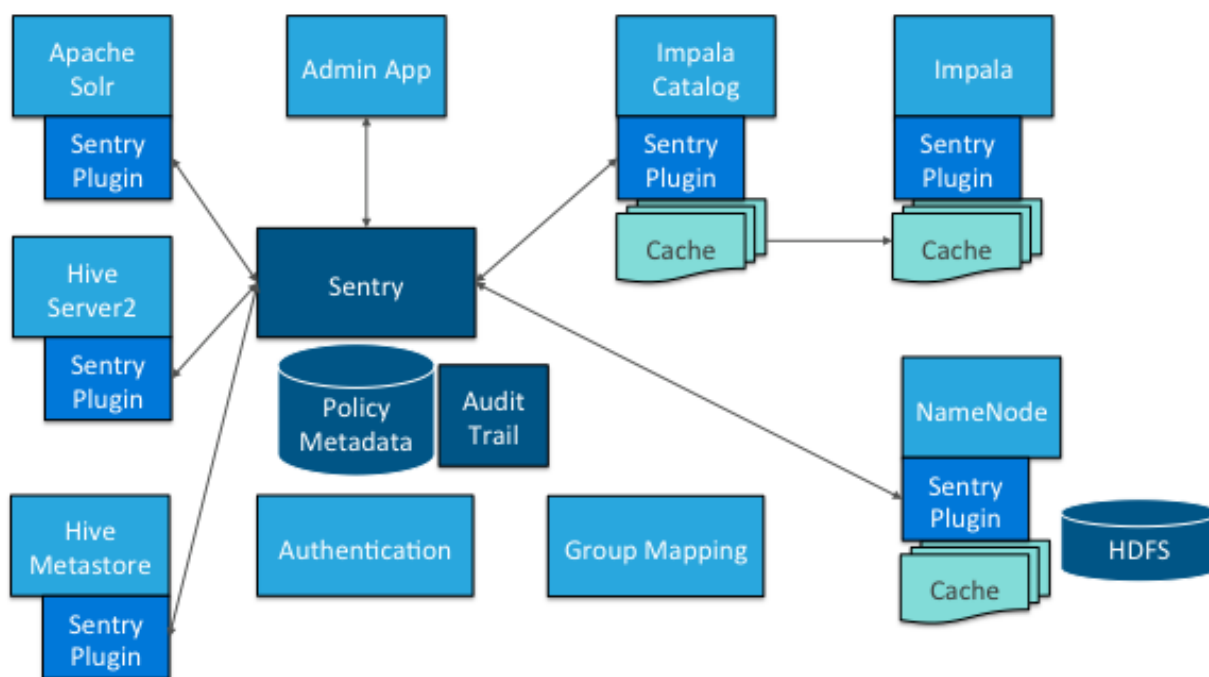 Apache
Solr
Sentry
Plugin
Admin App
Impala
Catalog
Sentry
Plugin
Cache
Impala
Sentry
Plugin
Cache
Hive
Server2
Sentry
Plugin
Sentry
Policy
Metadata
Audit
Trail
NameNode
Sentry
Plugin
Cache
HDFS
Hive
Metastore
Sentry
Plugin
Authentication
Group Mapping